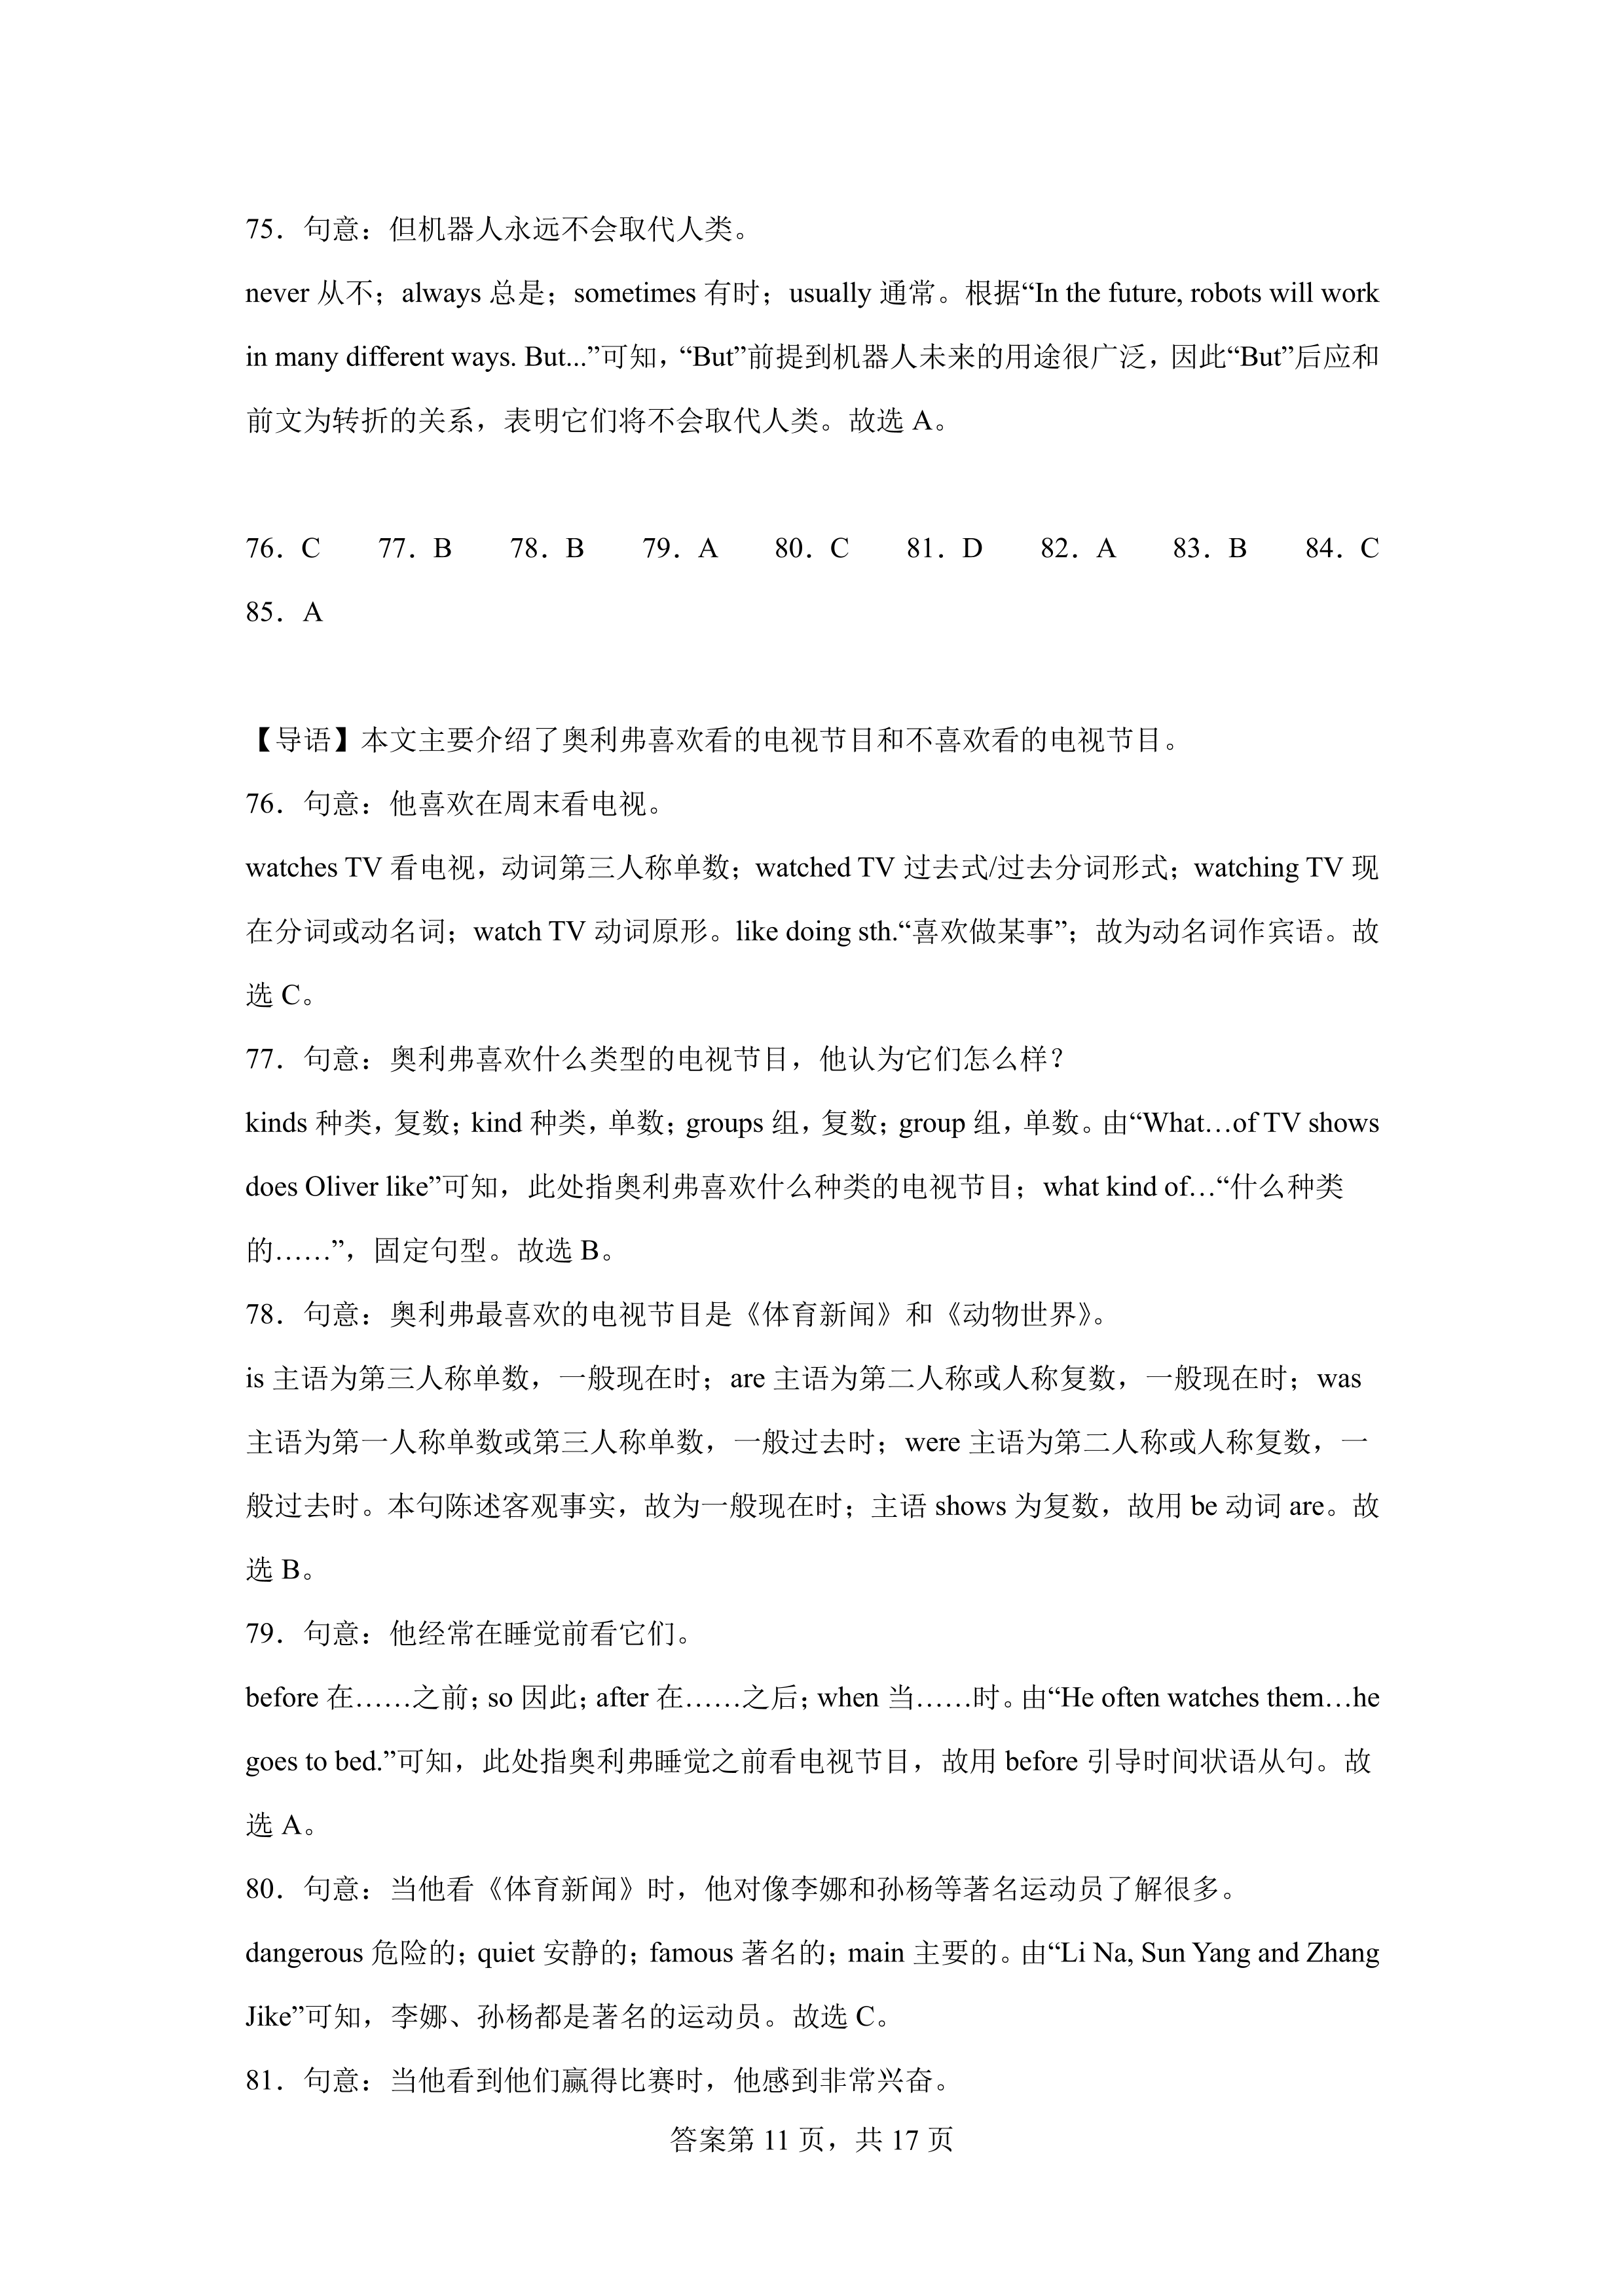 75．句意：但机器人永远不会取代人类。
never 从不；always 总是；sometimes 有时；usually 通常。根据“In the future, robots will work
in many different ways. But...”可知，“But”前提到机器人未来的用途很广泛，因此“But”后应和
前文为转折的关系，表明它们将不会取代人类。故选 A。
76．C 77．B 78．B 79．A 80．C 81．D 82．A 83．B 84．C
85．A
【导语】本文主要介绍了奥利弗喜欢看的电视节目和不喜欢看的电视节目。
76．句意：他喜欢在周末看电视。
watches TV 看电视，动词第三人称单数；watched TV 过去式/过去分词形式；watching TV 现
在分词或动名词；watch TV 动词原形。like doing sth.“喜欢做某事”；故为动名词作宾语。故
选 C。
77．句意：奥利弗喜欢什么类型的电视节目，他认为它们怎么样？
kinds 种类，复数；kind 种类，单数；groups 组，复数；group 组，单数。由“What…of TV shows
does Oliver like”可知，此处指奥利弗喜欢什么种类的电视节目；what kind of…“什么种类
的……”，固定句型。故选 B。
78．句意：奥利弗最喜欢的电视节目是《体育新闻》和《动物世界》。
is 主语为第三人称单数，一般现在时；are 主语为第二人称或人称复数，一般现在时；was
主语为第一人称单数或第三人称单数，一般过去时；were 主语为第二人称或人称复数，一
般过去时。本句陈述客观事实，故为一般现在时；主语 shows 为复数，故用 be 动词 are。故
选 B。
79．句意：他经常在睡觉前看它们。
before 在……之前；so 因此；after 在……之后；when 当……时。由“He often watches them…he
goes to bed.”可知，此处指奥利弗睡觉之前看电视节目，故用 before 引导时间状语从句。故
选 A。
80．句意：当他看《体育新闻》时，他对像李娜和孙杨等著名运动员了解很多。
dangerous 危险的；quiet 安静的；famous 著名的；main 主要的。由“Li Na, Sun Yang and Zhang
Jike”可知，李娜、孙杨都是著名的运动员。故选 C。
81．句意：当他看到他们赢得比赛时，他感到非常兴奋。
答案第 11 页，共 17 页